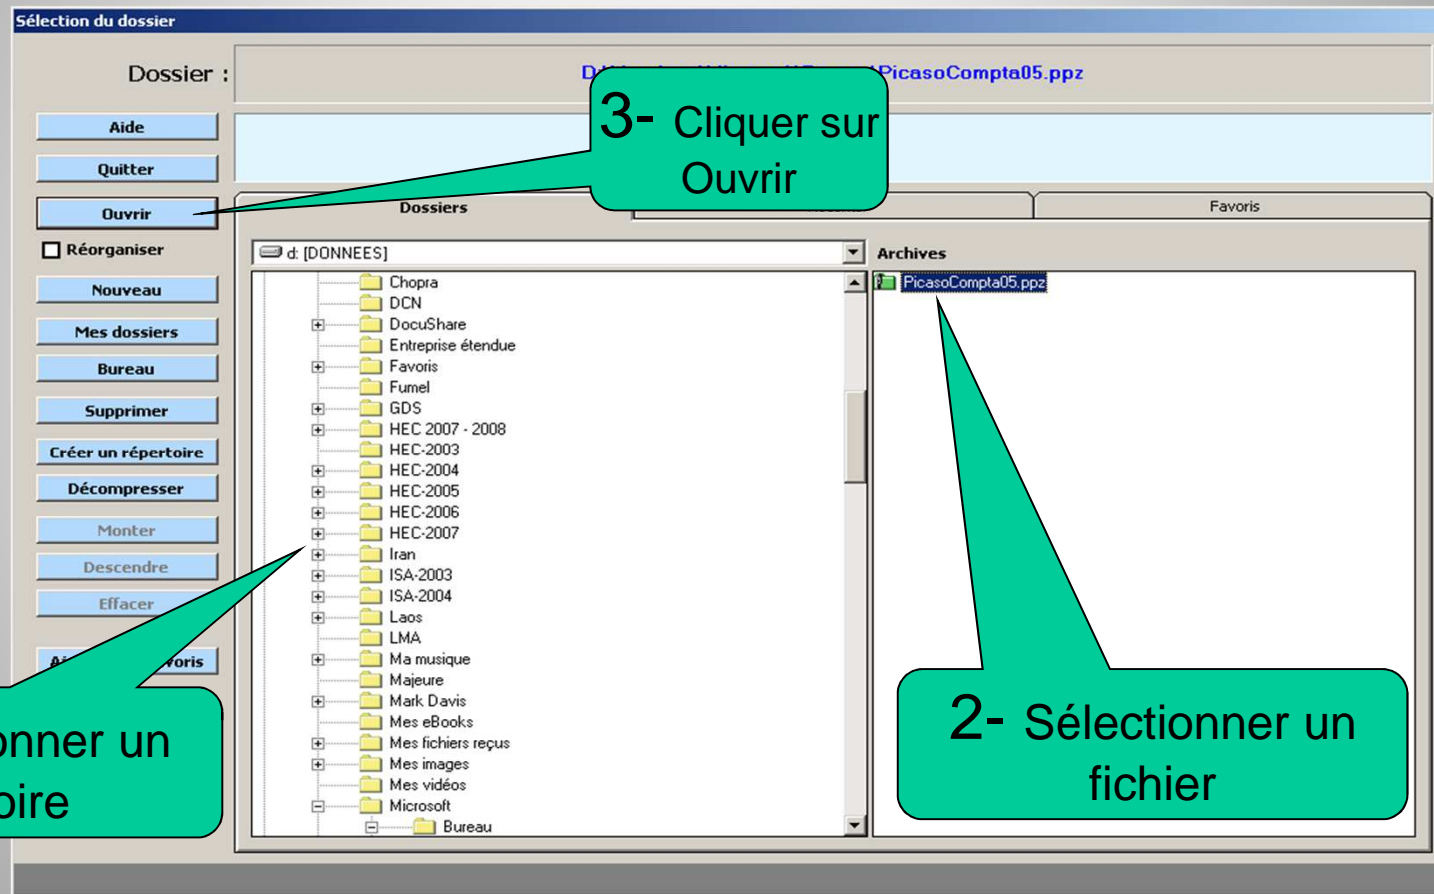 Sélection du dossier
Dossier :
PicasoCompta05.ppz
3- Cliquer sur
Ouvrir
Aide
Quitter
Ouvrir
Réorganiser
Nouveau
Mes dossiers
Bureau
Supprimer
Créer un répertoire
Décompresser
Monter
Descendre
Effacer
Dossiers
Favoris
d: [DONNEES]
Archives
Chopra
DCN
DocuShare
Entreprise étendue
Favoris
Fumel
GDS
HEC 2007 - 2008
HEC-2003
HEC-2004
HEC-2005
HEC-2006
HEC-2007
Iran
ISA-2003
ISA-2004
Laos
LMA
Ma musique
Majeure
Mark Davis
Mes eBooks
Mes fichiers reçus
Mes images
Mes vidéos
Microsoft
Bureau
PicasoCompta05.ppz
un
2- Sélectionner un
fichier